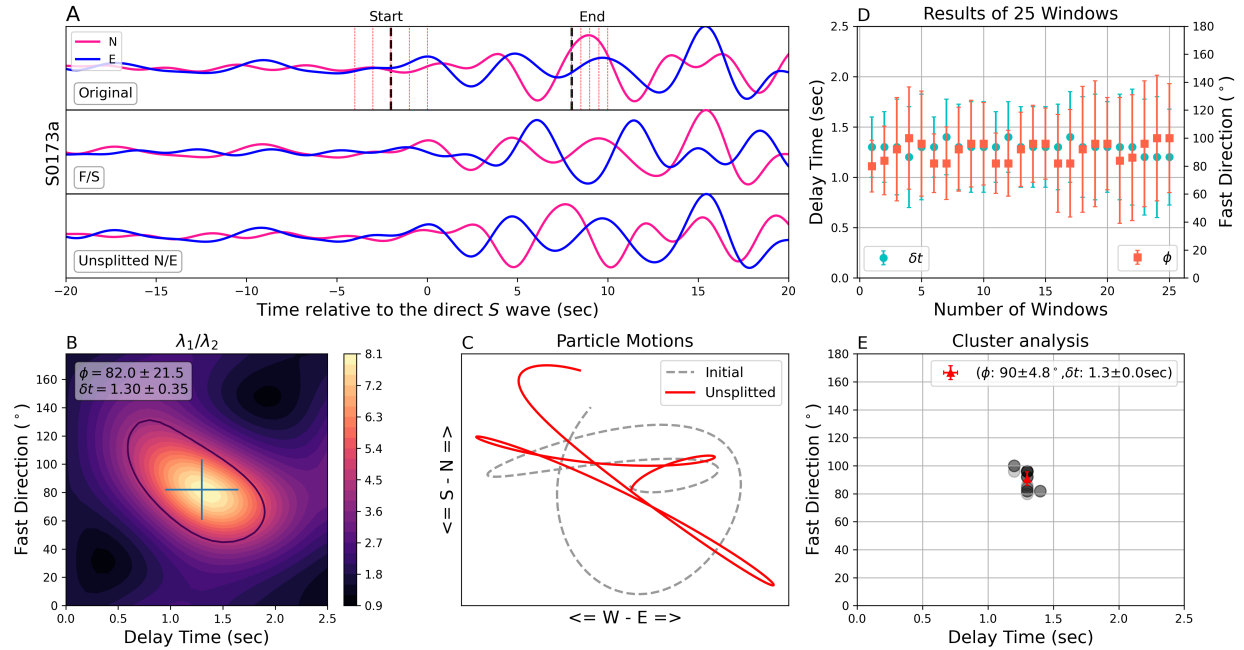 A
Start
End
N
E
Original
F/S
Unsplitted N/E
S0173a
−20
−15
−10
−5
0
5
10
15
20
Time relative to the direct S wave (sec)
D
Results of 25 Windows
2.5
2.0
1.5
1.0
0.5
0.0
Delay Time (sec)
180
160
140
120
100
80
60
40
20
0
Fast Direction (°)
δt
ϕ
0
5
10
15
20
25
Number of Windows
B
λ1/λ2
ϕ = 82.0 ± 21.5
δt = 1.30 ± 0.35
160
140
120
100
80
60
40
20
0
Fast Direction (°)
0.0
0.5
1.0
1.5
2.0
2.5
Delay Time (sec)
8.1
7.2
6.3
5.4
4.5
3.6
2.7
1.8
0.9
C
Particle Motions
Initial
Unsplitted
<= S - N =>
<= W - E =>
E
Cluster analysis
(ϕ: 90±4.8°,δt: 1.3±0.0sec)
180
160
140
120
100
80
60
40
20
0
Fast Direction (°)
0.0
0.5
1.0
1.5
2.0
2.5
Delay Time (sec)